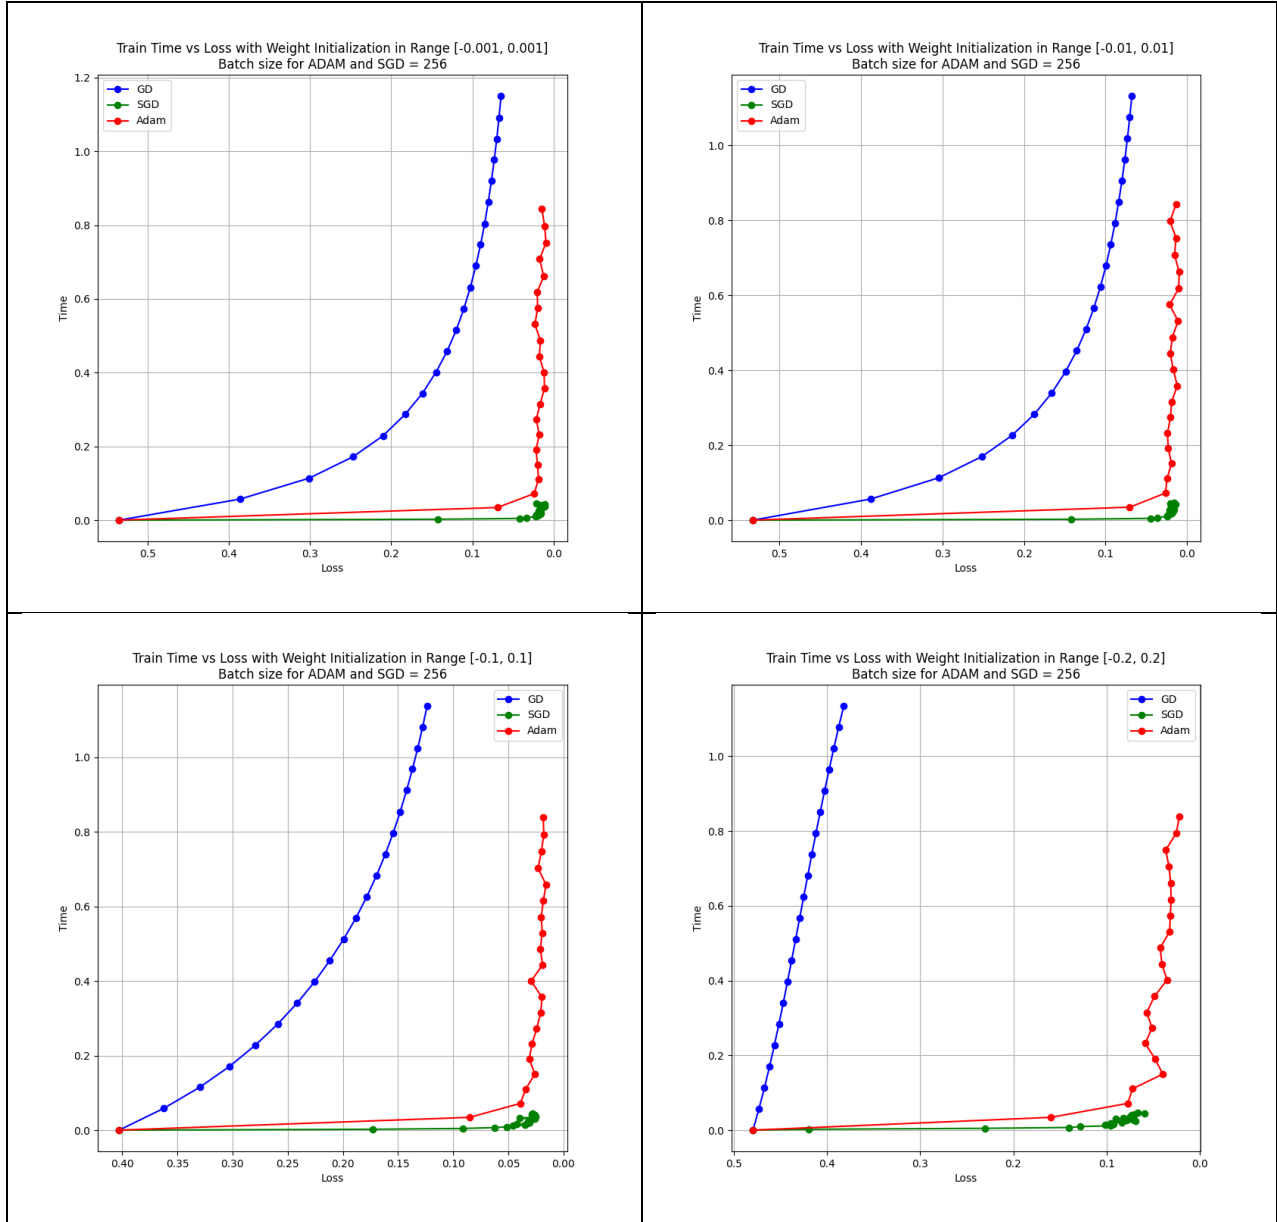 Train Time vs Loss with Weight Initialization in Range [-0.001, 0.001]
Batch size for ADAM and SGD = 256
GD
SGD
Adam
1.2
1.0
0.8
0.6
0.4
0.2
0.0
Time
0.5 0.4 0.3 0.2 0.1 0.0
Loss
Train Time vs Loss with Weight Initialization in Range [-0.01, 0.01]
Batch size for ADAM and SGD = 256
GD
SGD
Adam
1.0
0.8
0.6
0.4
0.2
0.0
Time
0.5 0.4 0.3 0.2 0.1 0.0
Loss
Train Time vs Loss with Weight Initialization in Range [-0.1, 0.1]
Batch size for ADAM and SGD = 256
GD
SGD
Adam
1.0
0.8
0.6
0.4
0.2
0.0
Time
0.40 0.35 0.30 0.25 0.20 0.15 0.10 0.05 0.00
Loss
Train Time vs Loss with Weight Initialization in Range [-0.2, 0.2]
Batch size for ADAM and SGD = 256
GD
SGD
Adam
1.0
0.8
0.6
0.4
0.2
0.0
Time
0.5 0.4 0.3 0.2 0.1 0.0
Loss